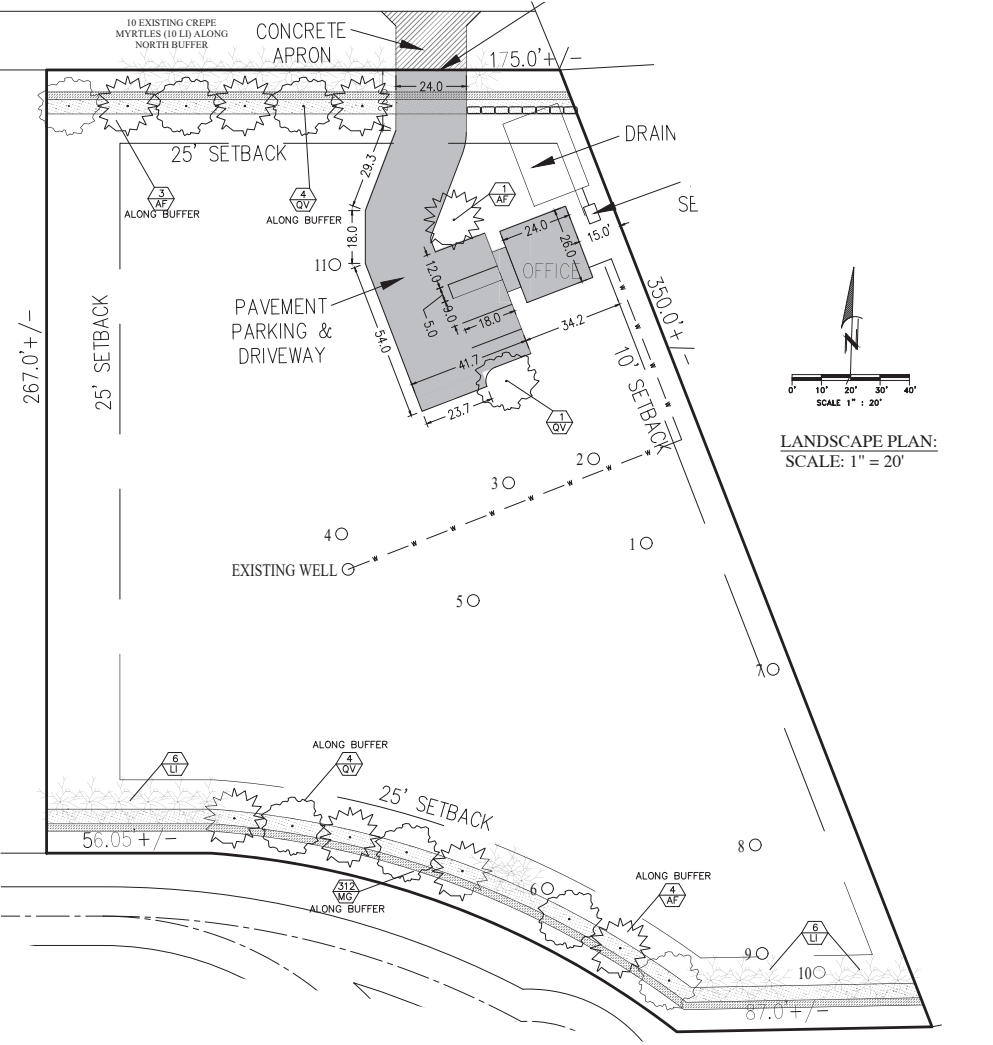 10 EXISTING CREPE
MYRTLES (10 LI) ALONG
NORTH BUFFER
CONCRETE
APRON
175.0'+/-
24.0
DRAIN
25' SETBACK
29.3
3
AF
ALONG BUFFER
4
QV
ALONG BUFFER
1
AF
SE
18.0
24.0
26.0
15.0'
11
12.0
OFFICE
PAVEMENT
PARKING &
DRIVEWAY
9.0
5.0
18.0
34.2
54.0
41.7
23.7
1
QV
350.0'+/-
10' SETBACK
267.0'+/-
25' SETBACK
N
0' 10' 20' 30' 40'
SCALE 1" : 20'
LANDSCAPE PLAN:
SCALE: 1" = 20'
2
3
W W W W W W W W W W W
4
1
EXISTING WELL
5
7
ALONG BUFFER
4
QV
6
LI
25' SETBACK
56.05'+/-
8
312
MG
ALONG BUFFER
6
ALONG BUFFER
4
AF
6
LI
9
10
87.0'+/-